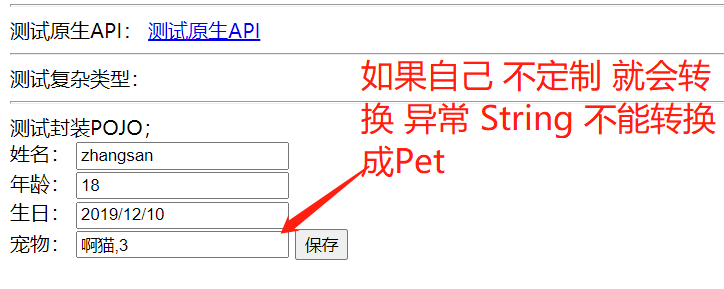 测试原生API： 测试原生API
测试复杂类型：
测试封装POJO；
姓名： zhangsan
年龄： 18
生日： 2019/12/10
宠物： 啊猫,3 保存
如果自己 不定制 就会转
换 异常 String 不能转换
成Pet